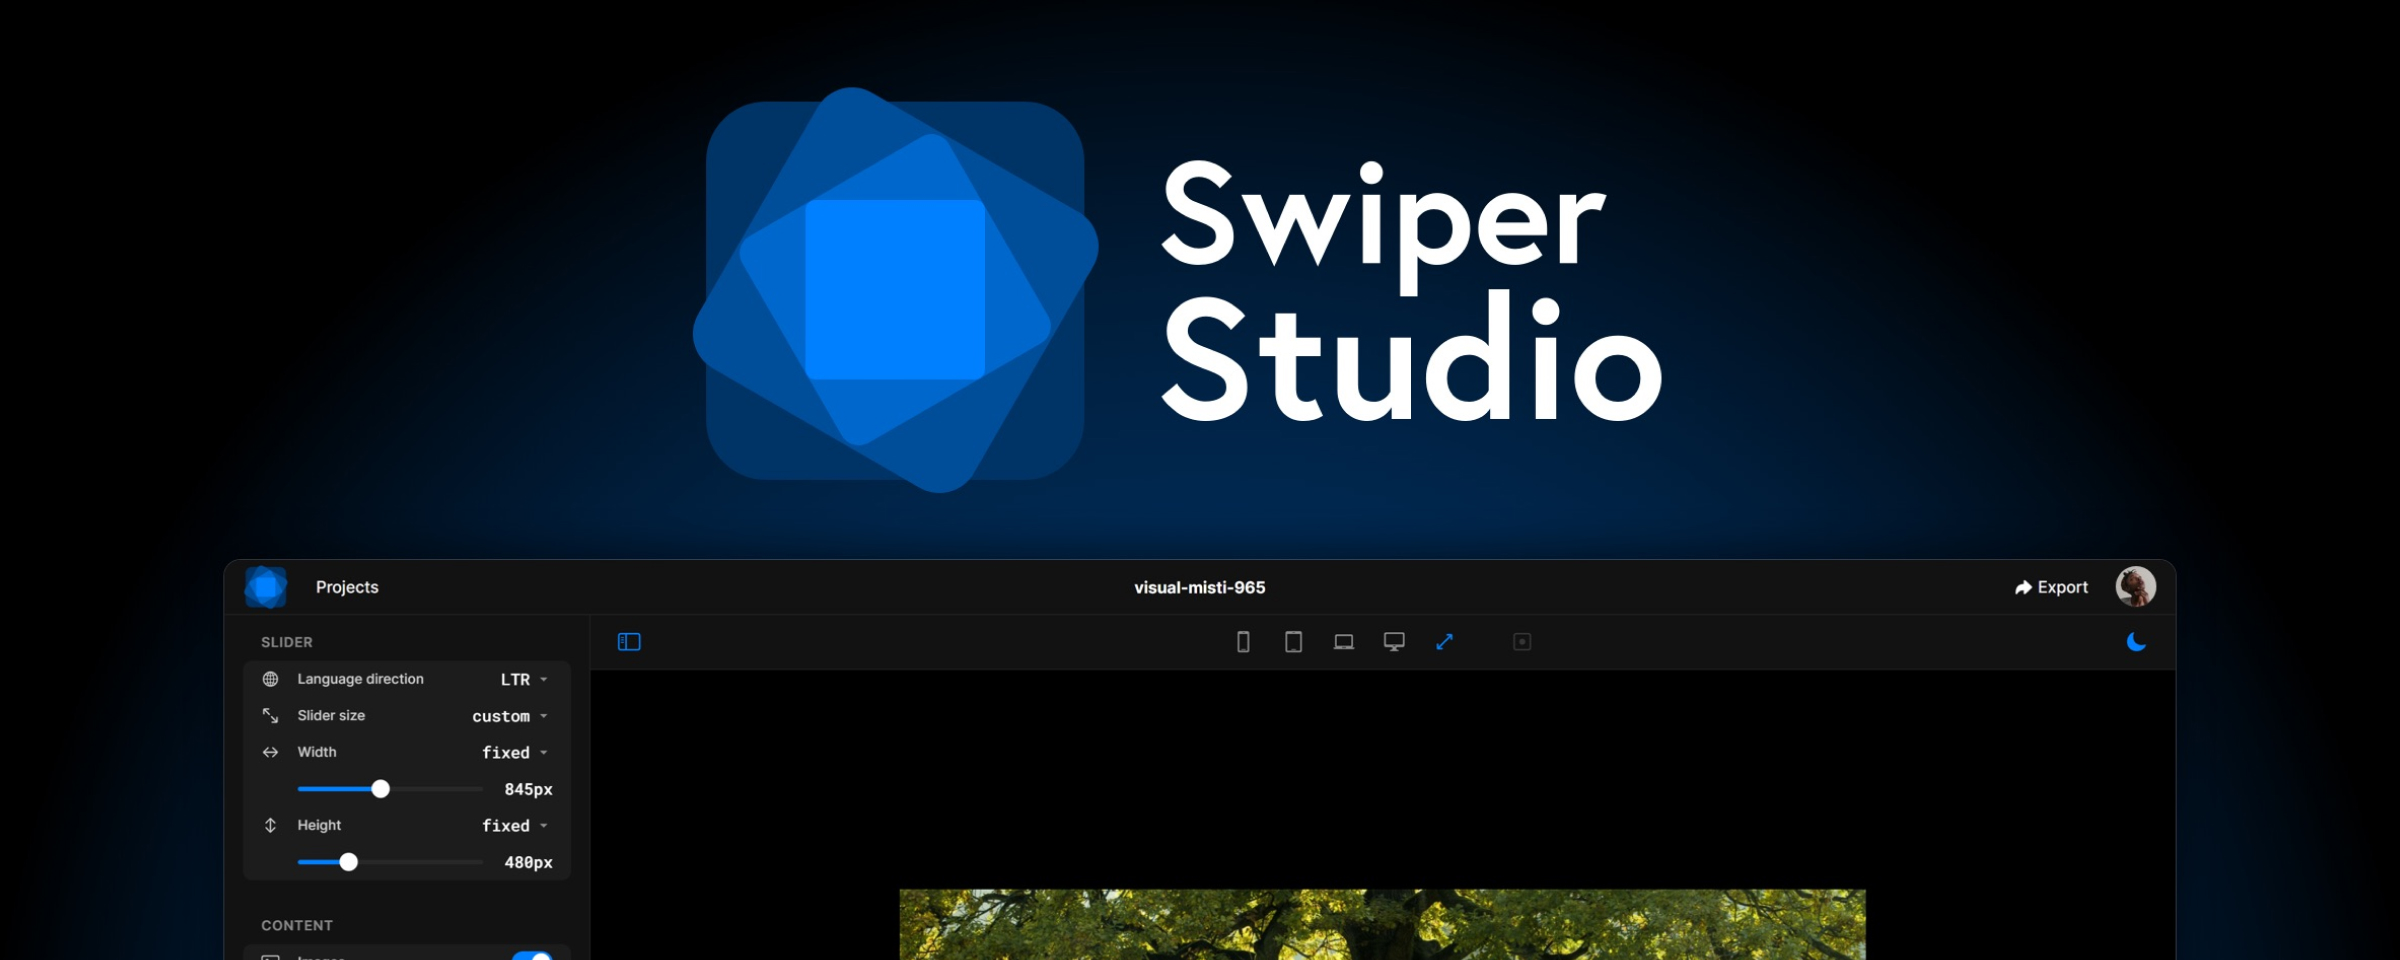 Swiper
Studio
Projects
visual-misti-965
Export
SLIDER
Language direction LTR
Slider size custom
Width fixed
845px
Height fixed
480px
CONTENT